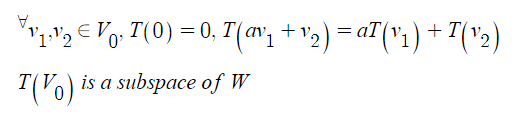 ∀v₁,v₂ ∈ V₀, T(0) = 0, T(av₁ + v₂) = aT(v₁) + T(v₂)
T(V₀) is a subspace of W